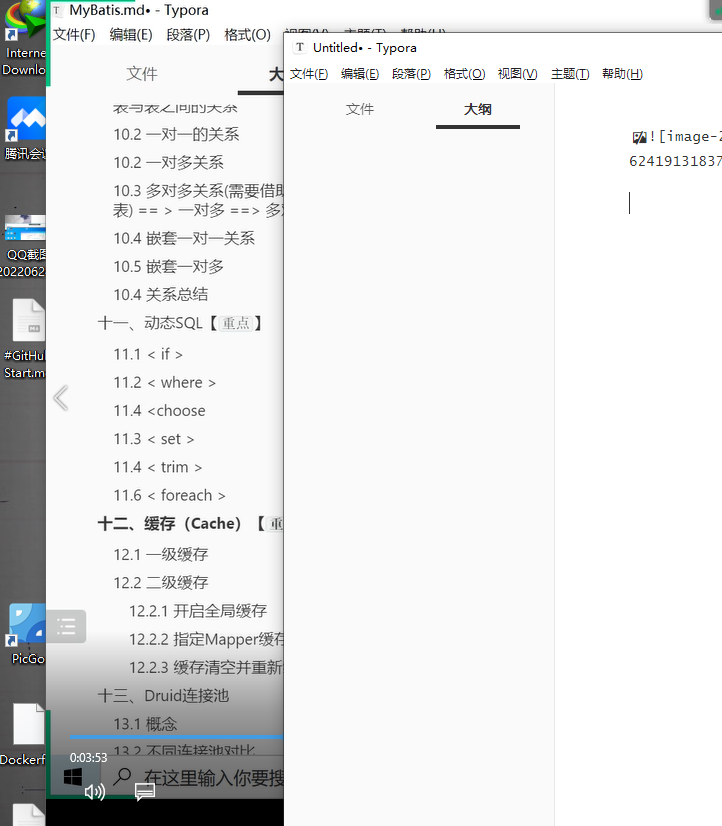 Interne
Downlo
腾讯会议
QQ截图
2022062
#GitHub
Start.m
PicGo
Dockerf
MyBatis.md• - Typora
文件(F) 编辑(E) 段落(P) 格式(O) 视图(V) 主题(T) 帮助(H)
文件
大
表与表之间的关系
10.2 一对一的关系
10.2 一对多关系
10.3 多对多关系(需要借助
表) == > 一对多 ==> 多对
10.4 嵌套一对一关系
10.5 嵌套一对多
10.4 关系总结
十一、动态SQL【重点】
11.1 < if >
11.2 < where >
11.4 <choose
11.3 < set >
11.4 < trim >
11.6 < foreach >
十二、缓存（Cache）【重
12.1 一级缓存
12.2 二级缓存
12.2.1 开启全局缓存
12.2.2 指定Mapper缓存
12.2.3 缓存清空并重新
十三、Druid连接池
13.1 概念
13.2 不同连接池对比
0:03:53
在这里输入你要搜
Untitled• - Typora
文件(F) 编辑(E) 段落(P) 格式(O) 视图(V) 主题(T) 帮助(H)
文件 大纲
![image-2
62419131837